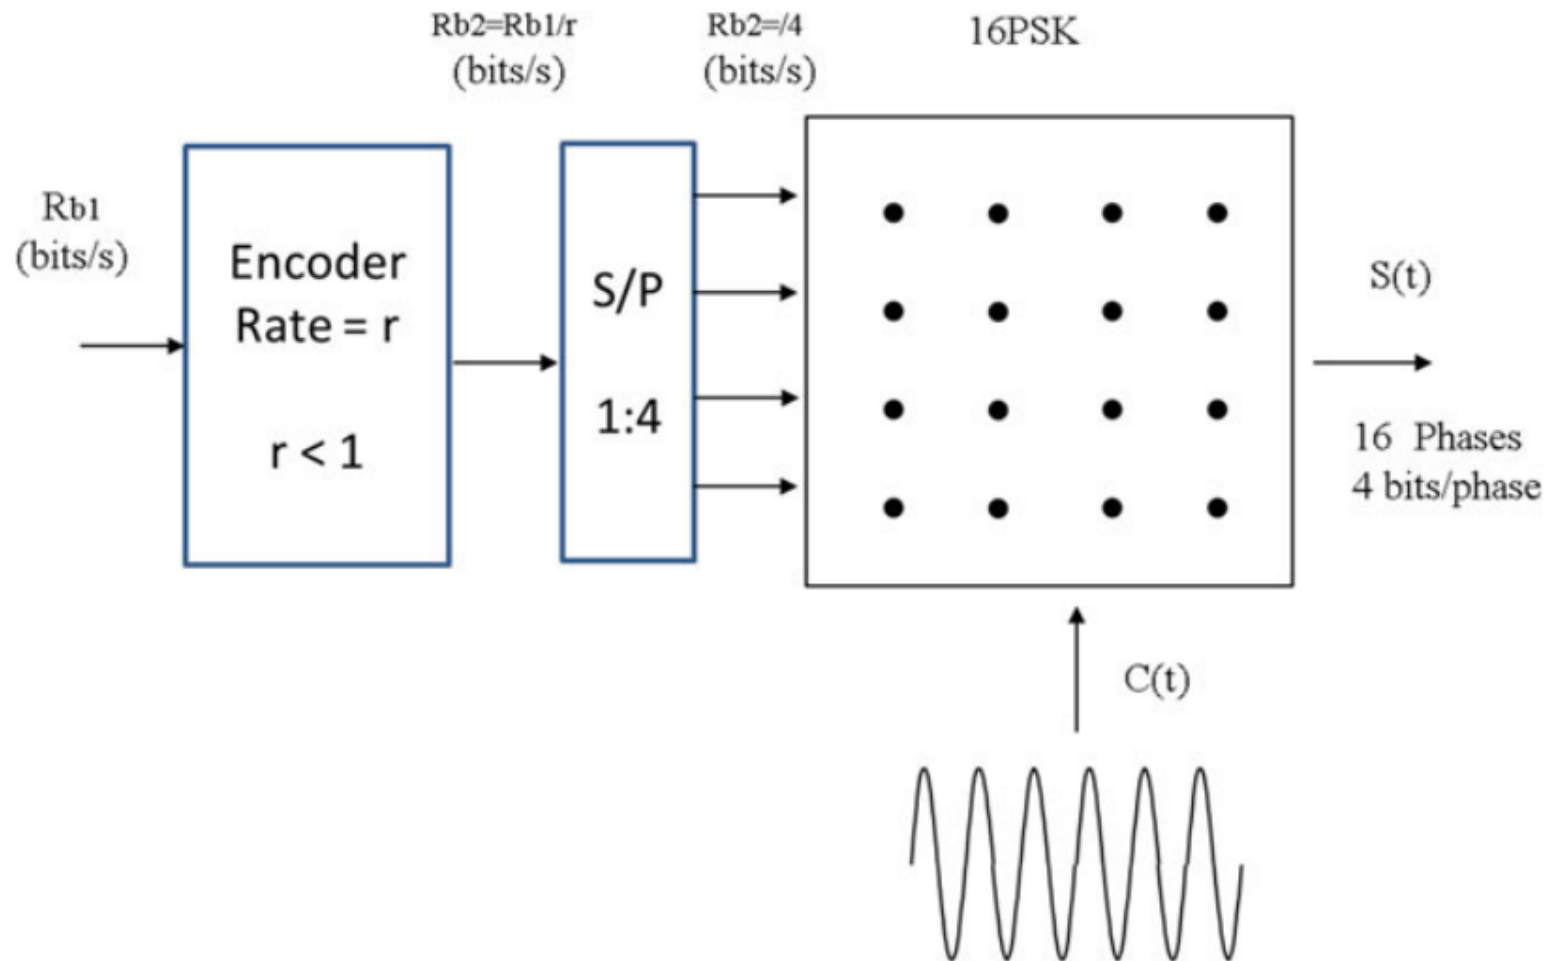 Rb2=Rb1/r
(bits/s)
Rb2=/4
(bits/s)
16PSK
Rb1
(bits/s)
Encoder
Rate = r
r < 1
S/P
1:4
S(t)
16 Phases
4 bits/phase
C(t)